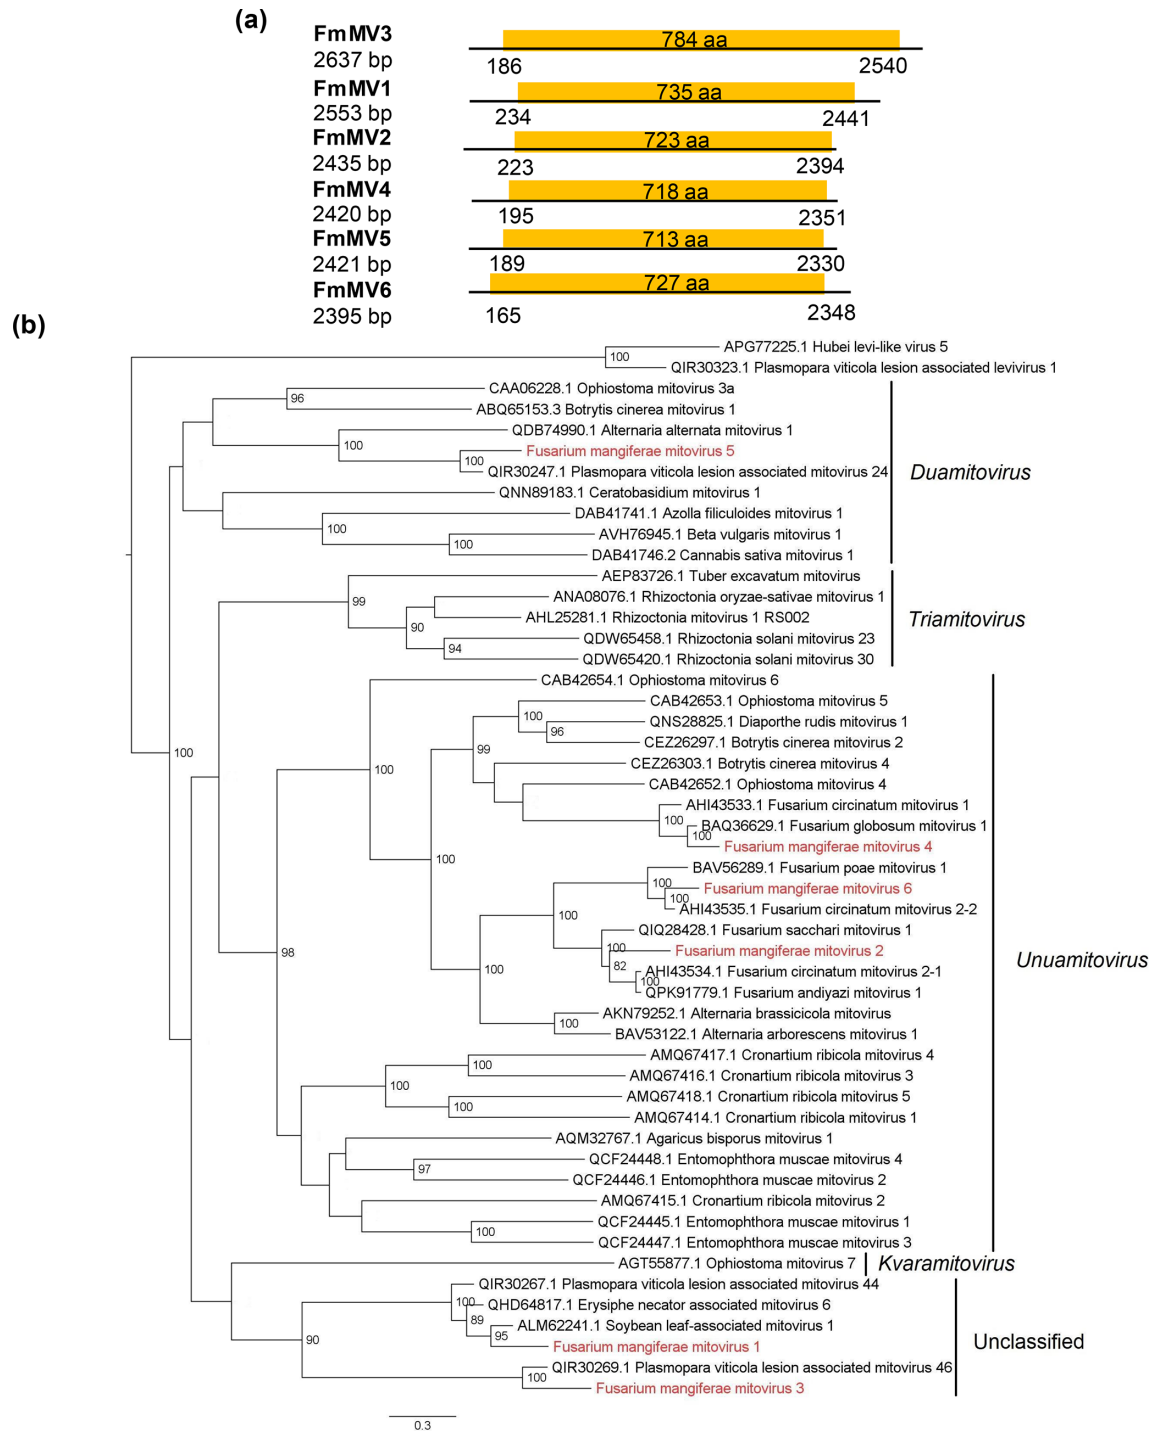 (a)
FmMV3
784 aa
2637 bp
186
2540
FmMV1
735 aa
2553 bp
234
2441
FmMV2
723 aa
2435 bp
223
2394
FmMV4
718 aa
2420 bp
195
2351
FmMV5
713 aa
2421 bp
189
2330
FmMV6
727 aa
2395 bp
165
2348
(b)
APG77225.1 Hubei levi-like virus 5
100
QIR30323.1 Plasmopara viticola lesion associated levivirus 1
CAA06228.1 Ophiostoma mitovirus 3a
96
ABQ65153.3 Botrytis cinerea mitovirus 1
QDB74990.1 Alternaria alternata mitovirus 1
100
Fusarium mangiferae mitovirus 5
100
QIR30247.1 Plasmopara viticola lesion associated mitovirus 24
Duamitovirus
QNN89183.1 Ceratobasidium mitovirus 1
DAB41741.1 Azolla filiculoides mitovirus 1
100
AVH76945.1 Beta vulgaris mitovirus 1
100
DAB41746.2 Cannabis sativa mitovirus 1
AEP83726.1 Tuber excavatum mitovirus
99
ANA08076.1 Rhizoctonia oryzae-sativae mitovirus 1
AHL25281.1 Rhizoctonia mitovirus 1 RS002
Triamitovirus
90
QDW65458.1 Rhizoctonia solani mitovirus 23
94
QDW65420.1 Rhizoctonia solani mitovirus 30
CAB42654.1 Ophiostoma mitovirus 6
CAB42653.1 Ophiostoma mitovirus 5
100
QNS28825.1 Diaporthe rudis mitovirus 1
96
CEZ26297.1 Botrytis cinerea mitovirus 2
99
100
CEZ26303.1 Botrytis cinerea mitovirus 4
100
CAB42652.1 Ophiostoma mitovirus 4
AHI43533.1 Fusarium circinatum mitovirus 1
100
BAQ36629.1 Fusarium globosum mitovirus 1
100
Fusarium mangiferae mitovirus 4
100
BAV56289.1 Fusarium poae mitovirus 1
100
Fusarium mangiferae mitovirus 6
100
AHI43535.1 Fusarium circinatum mitovirus 2-2
100
QIQ28428.1 Fusarium sacchari mitovirus 1
100
Fusarium mangiferae mitovirus 2
98
Unuamitovirus
82
AHI43534.1 Fusarium circinatum mitovirus 2-1
100
100
QPK91779.1 Fusarium andiyazi mitovirus 1
AKN79252.1 Alternaria brassicicola mitovirus
100
BAV53122.1 Alternaria arborescens mitovirus 1
AMQ67417.1 Cronartium ribicola mitovirus 4
100
AMQ67416.1 Cronartium ribicola mitovirus 3
100
AMQ67418.1 Cronartium ribicola mitovirus 5
100
AMQ67414.1 Cronartium ribicola mitovirus 1
AQM32767.1 Agaricus bisporus mitovirus 1
QCF24448.1 Entomophthora muscae mitovirus 4
97
QCF24446.1 Entomophthora muscae mitovirus 2
AMQ67415.1 Cronartium ribicola mitovirus 2
QCF24445.1 Entomophthora muscae mitovirus 1
100
QCF24447.1 Entomophthora muscae mitovirus 3
AGT55877.1 Ophiostoma mitovirus 7
Kvaramitovirus
QIR30267.1 Plasmopara viticola lesion associated mitovirus 44
100
QHD64817.1 Erysiphe necator associated mitovirus 6
89
ALM62241.1 Soybean leaf-associated mitovirus 1
95
90
Unclassified
Fusarium mangiferae mitovirus 1
QIR30269.1 Plasmopara viticola lesion associated mitovirus 46
100
Fusarium mangiferae mitovirus 3
0.3